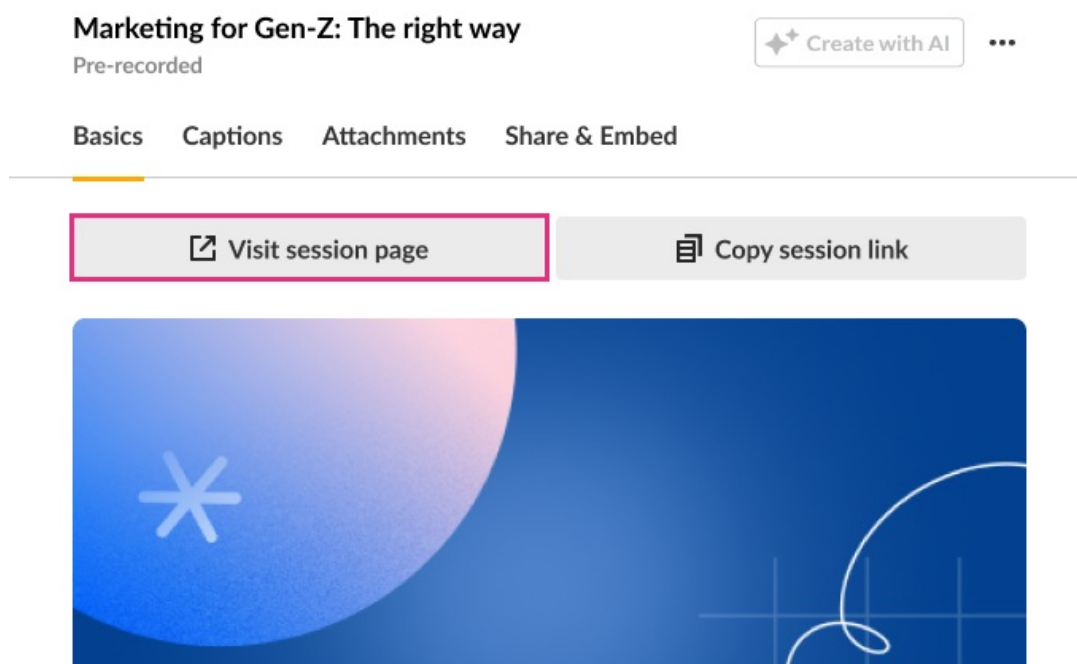 Marketing for Gen-Z: The right way
Create with AI
Pre-recorded
Basics Captions Attachments Share & Embed
Visit session page Copy session link